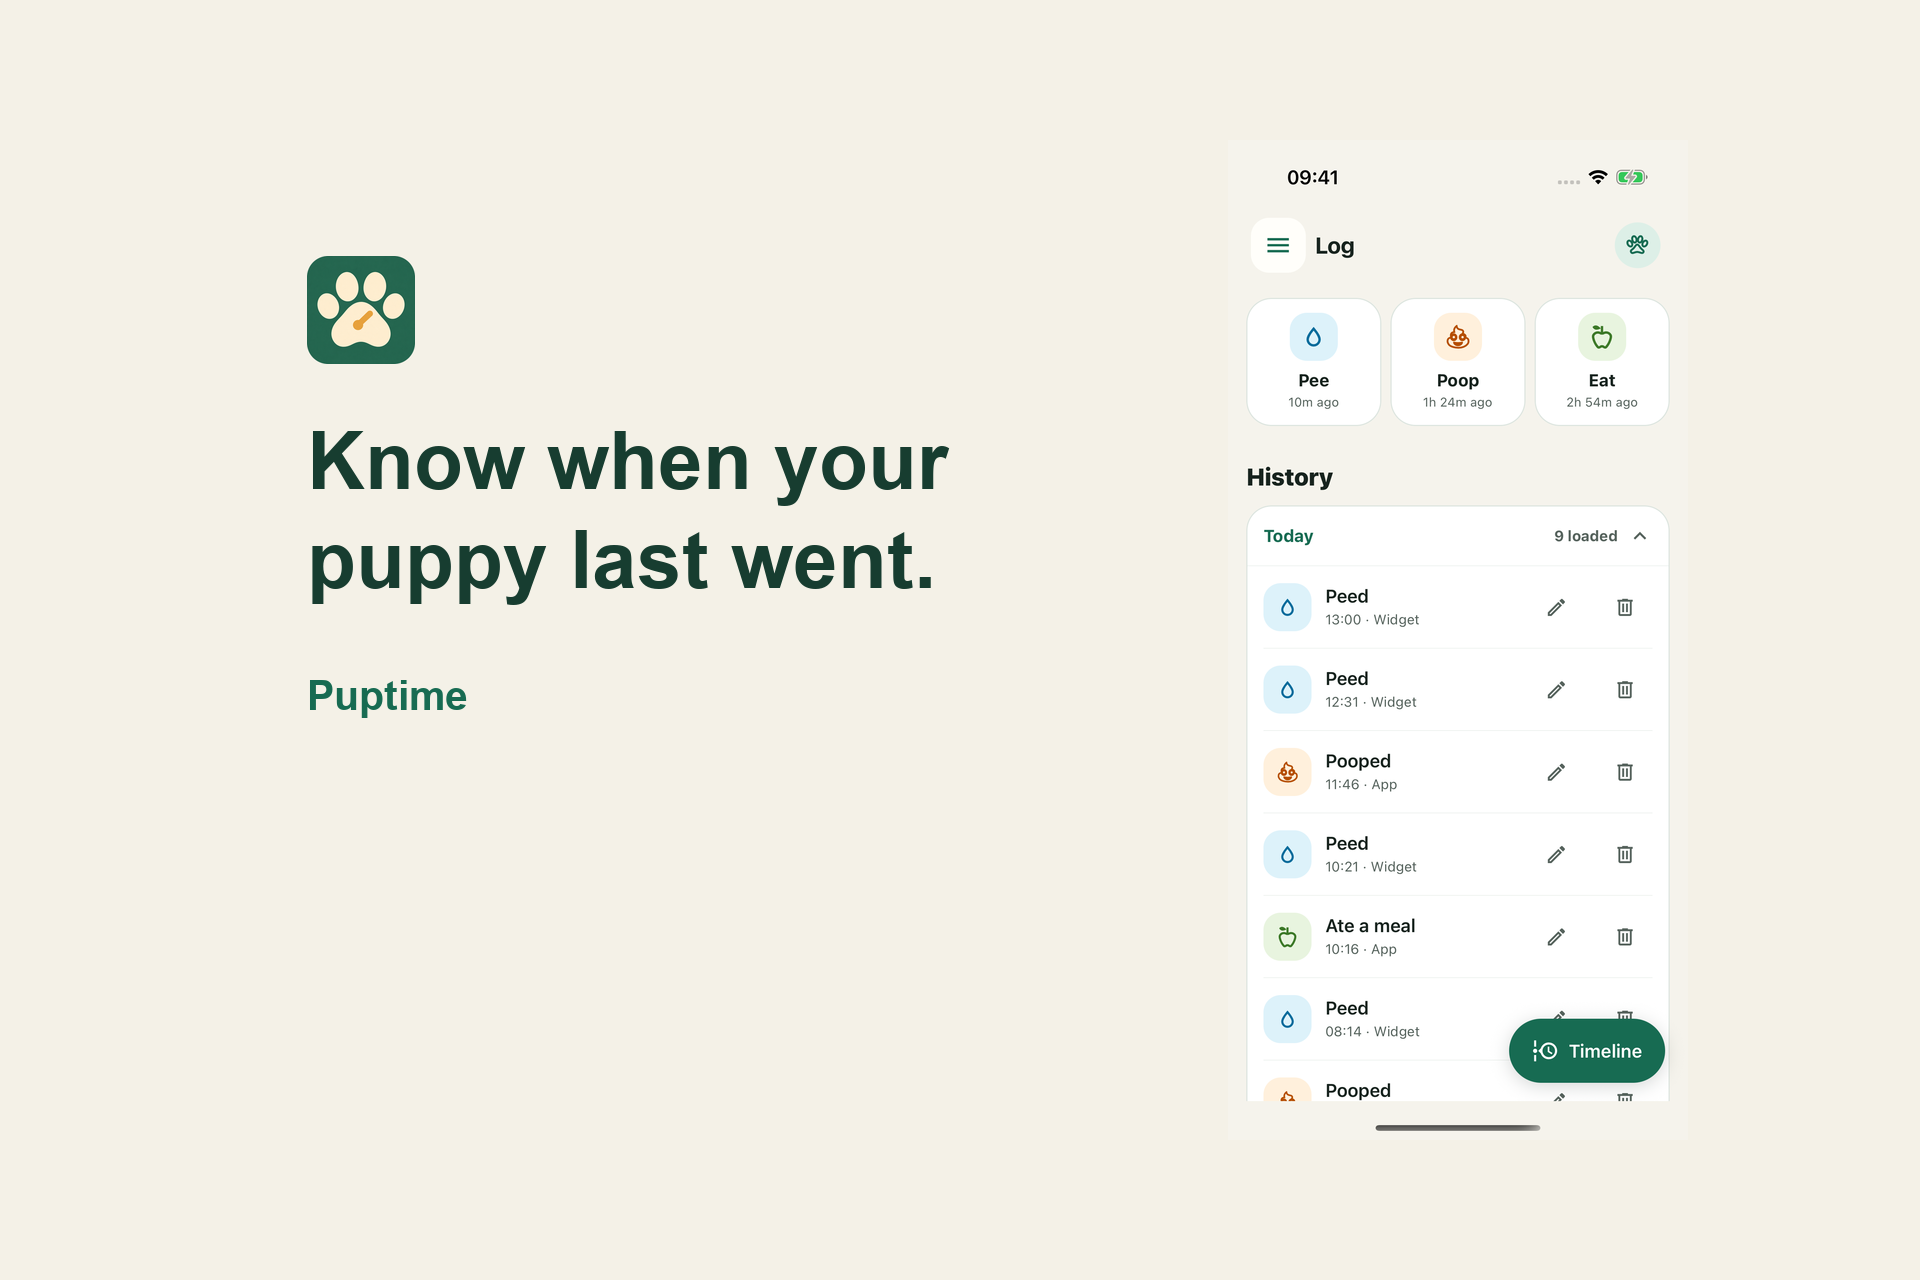 Know when your
puppy last went.
Puptime
09:41
Log
Pee
10m ago
Poop
1h 24m ago
Eat
2h 54m ago
History
Today
9 loaded
Peed
13:00 · Widget
Peed
12:31 · Widget
Pooped
11:46 · App
Peed
10:21 · Widget
Ate a meal
10:16 · App
Peed
08:14 · Widget
Timeline
Pooped